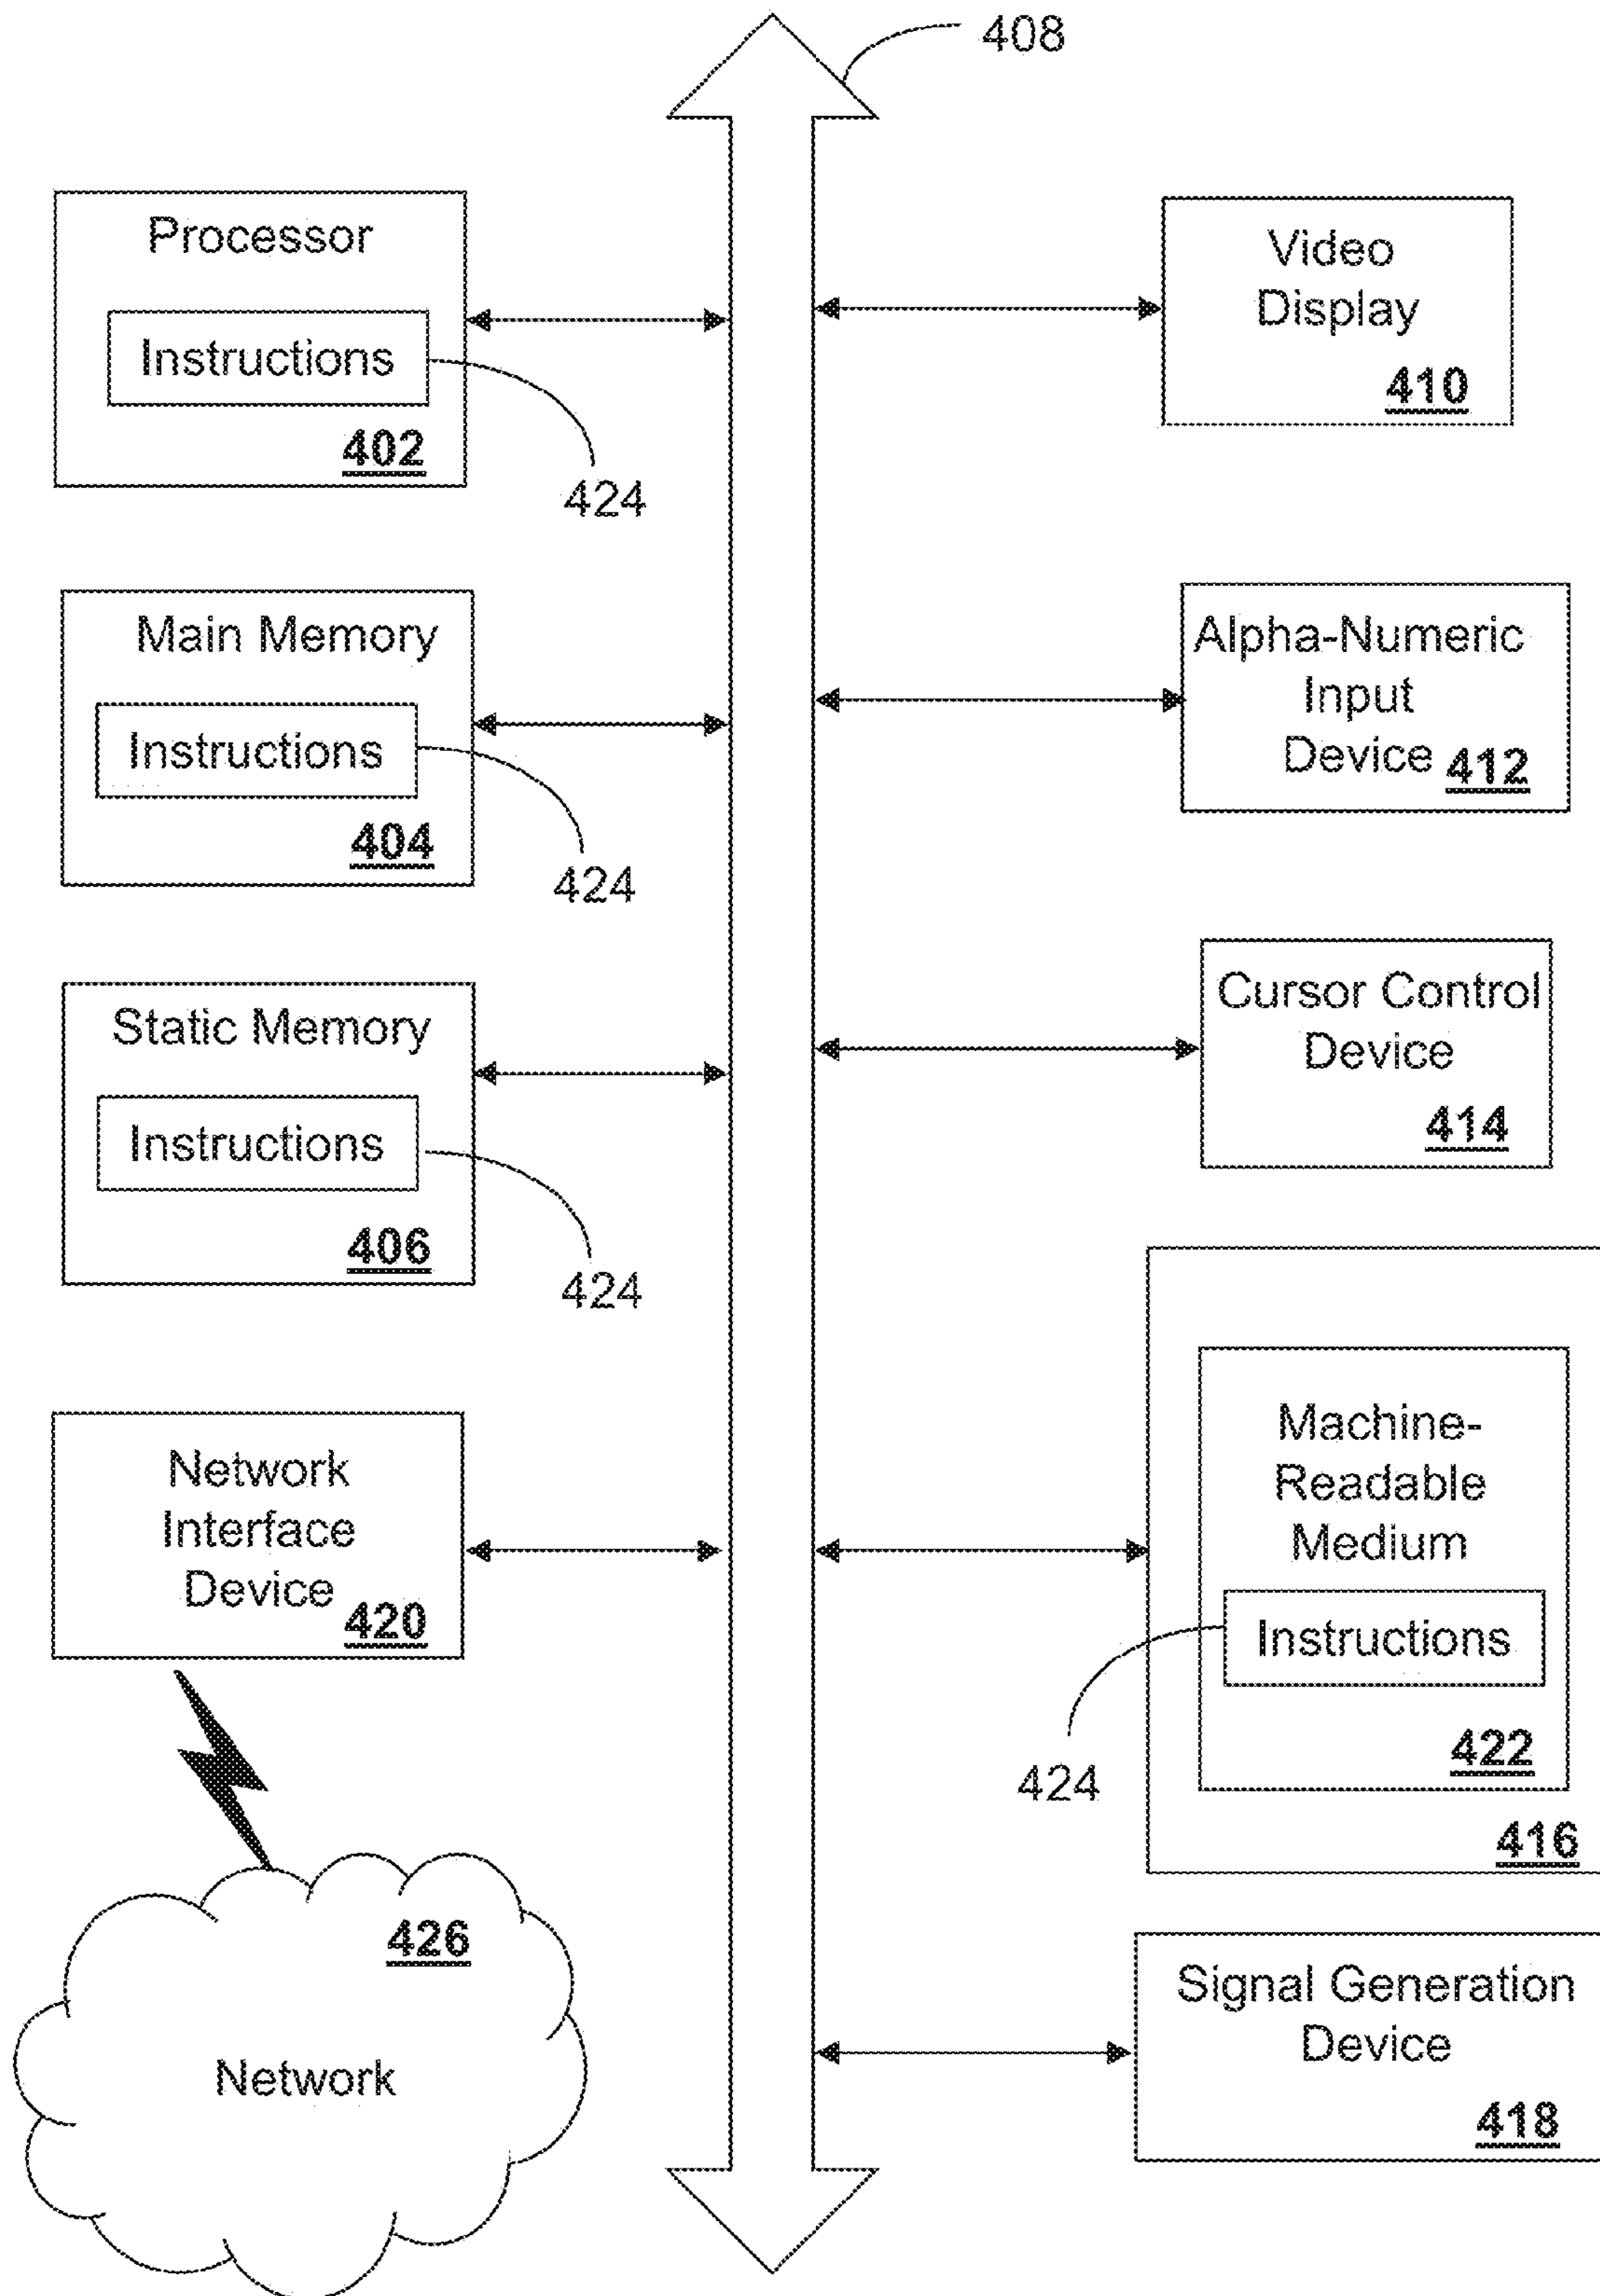 408
Processor
Instructions
402
424
Main Memory
Instructions
404
424
Static Memory
Instructions
406
424
Network
Interface
Device
420
426
Network
Video
Display
410
Alpha-Numeric
Input
Device 412
Cursor Control
Device
414
Machine-
Readable
Medium
Instructions
422
424
416
Signal Generation
Device
418